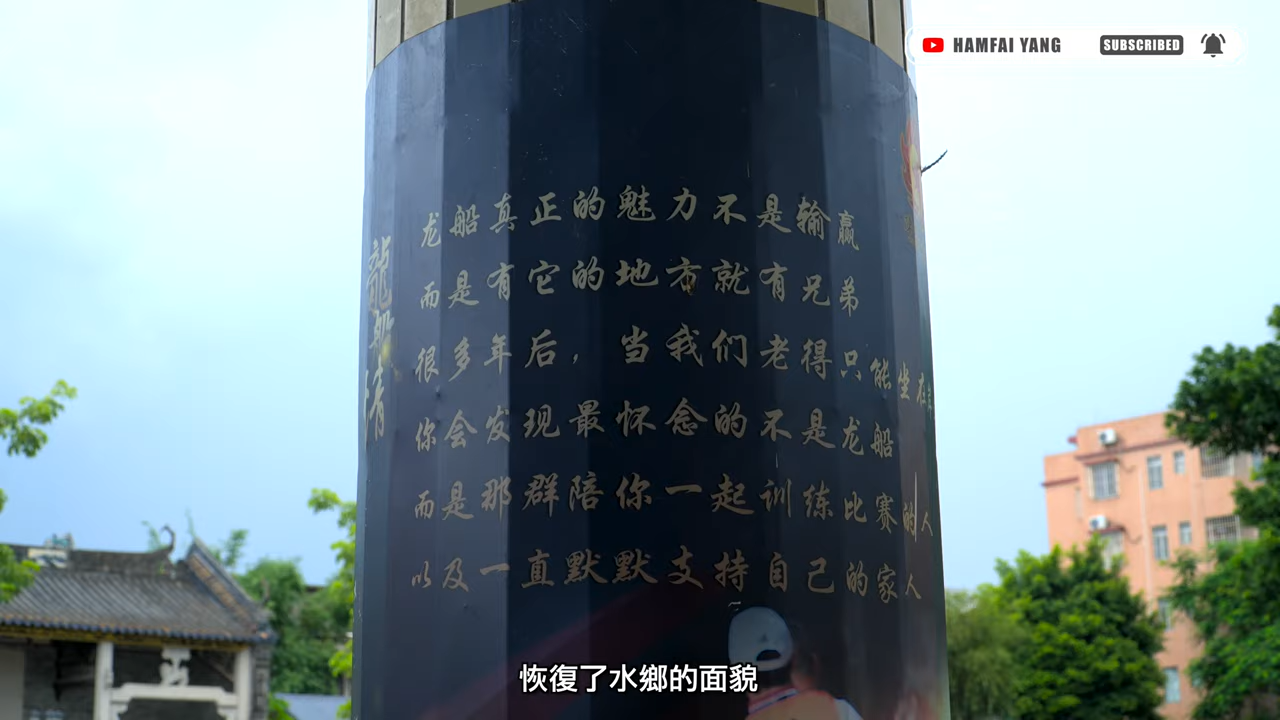 HAMFAI YANG
SUBSCRIBED
龍船情
龙船真正的魅力不是输赢
而是有它的地方就有兄弟
很多年后，当我们老得只能坐在岸
你会发现最怀念的不是龙船
而是那群陪你一起训练比赛的人
以及一直默默支持自己的家人
恢復了水鄉的面貌